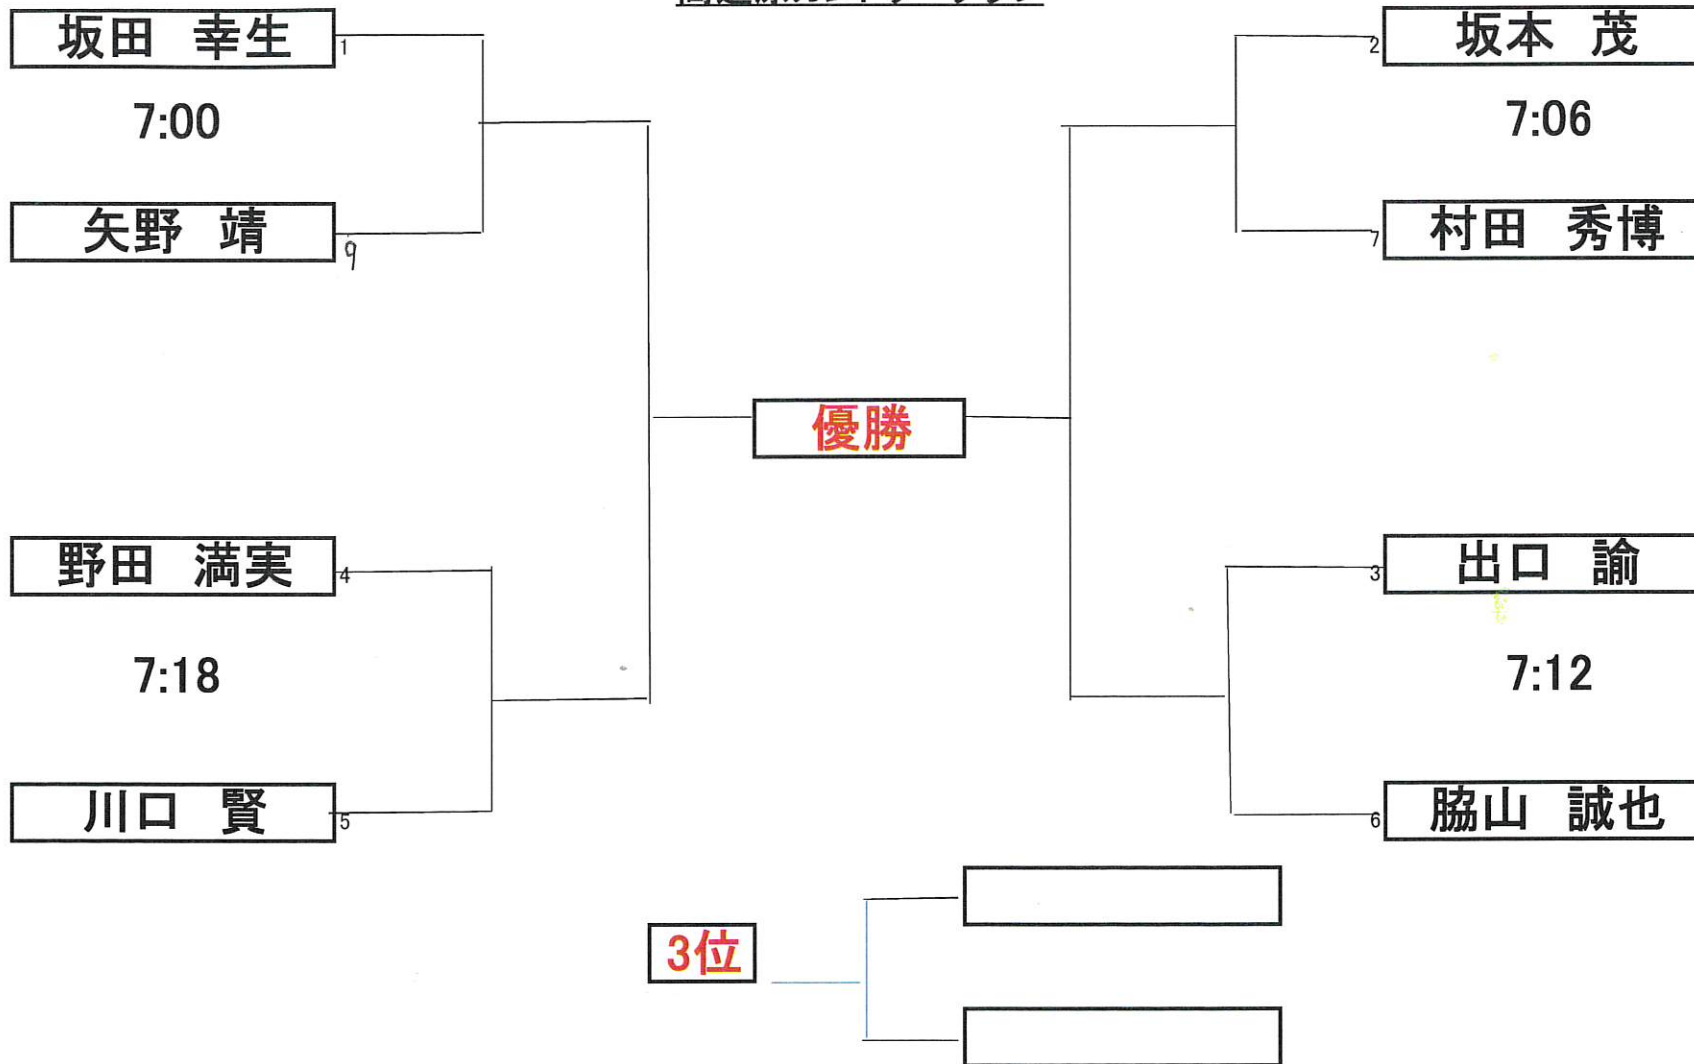 坂田 幸生
1
7:00
矢野 靖
9
2
坂本 茂
7:06
7
村田 秀博
優勝
野田 満実
4
7:18
川口 賢
5
3
出口 諭
7:12
6
脇山 誠也
3位